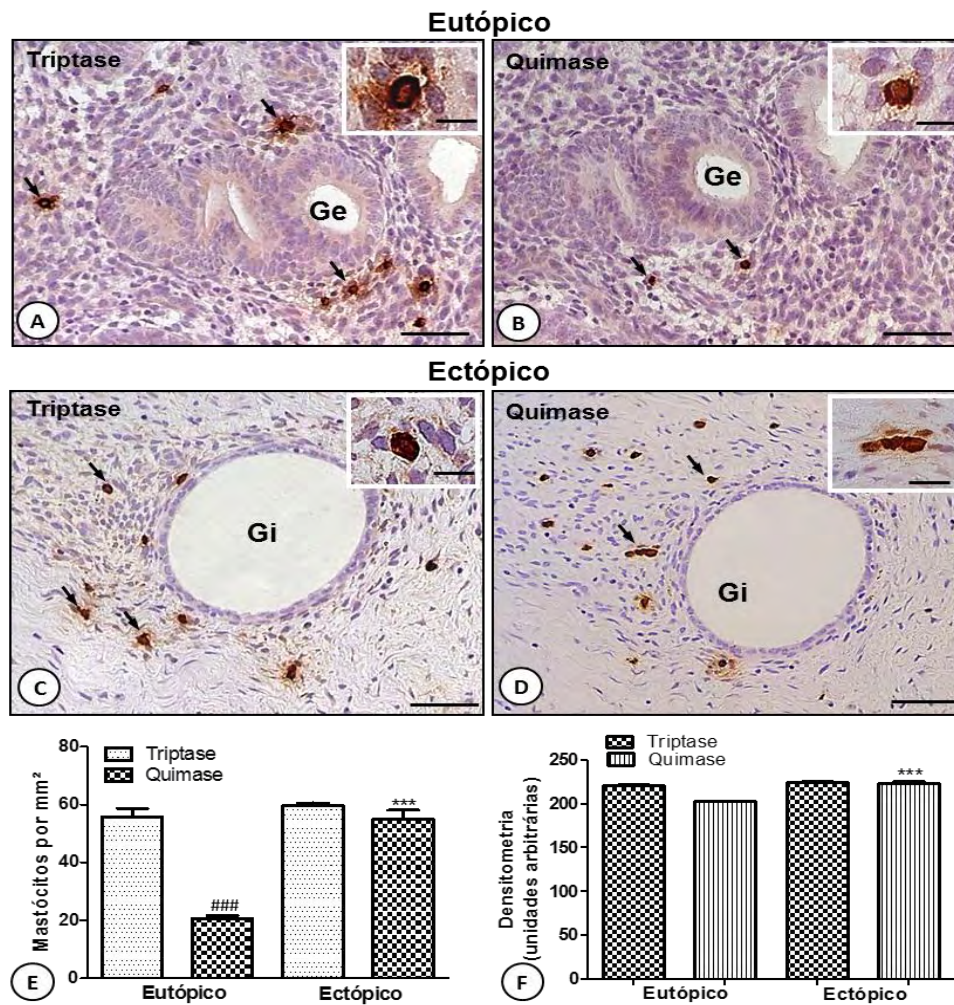 Eutópico
Triptase
Ge
A
Quimase
Ge
B
Ectópico
Triptase
Gi
C
Quimase
Gi
D
Mastócitos por mm²
80
60
40
20
0
Triptase
Quimase
###
***
Eutópico
Ectópico
E
Densitometria
(unidades arbitrárias)
250
200
150
100
50
0
Triptase
Quimase
***
Eutópico
Ectópico
F